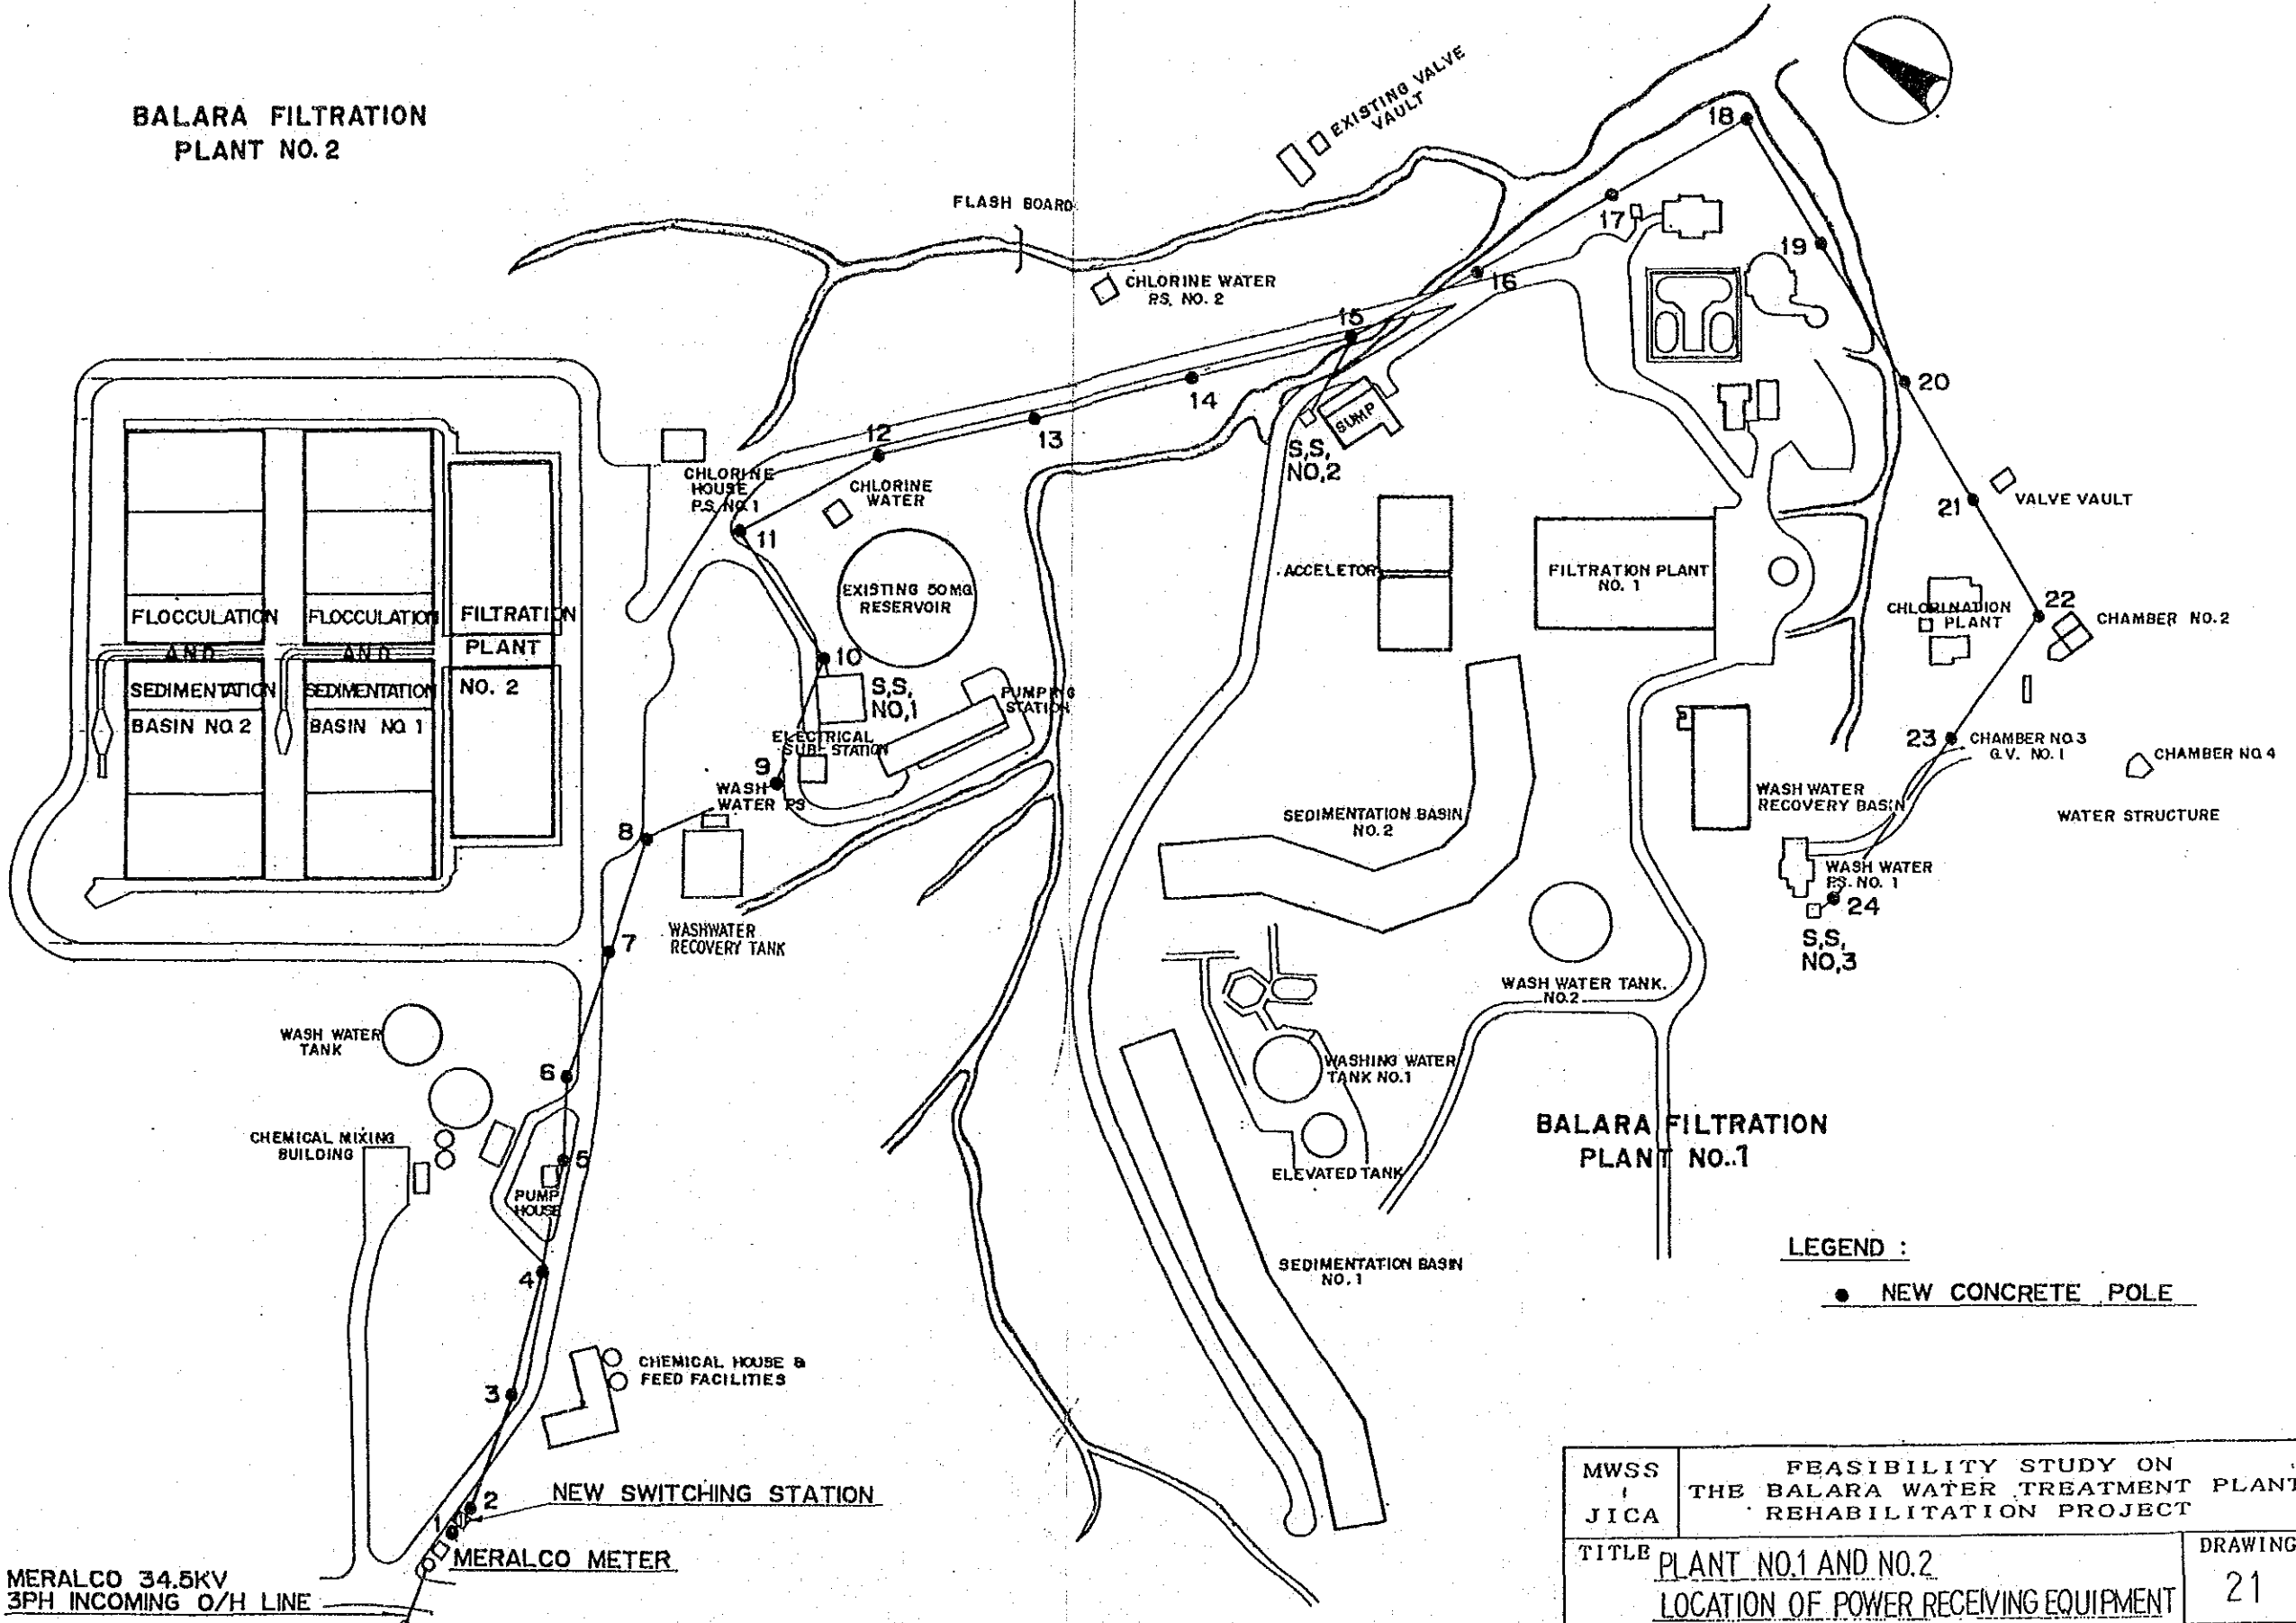 BALARA FILTRATION
PLANT NO. 2
EXISTING VALVE
VAULT
FLASH BOARD
CHLORINE WATER
P.S. NO. 2
18
17
19
16
15
20
14
13
12
SUMP
S,S,
NO,2
CHLORINE
HOUSE
P.S. NO. 1
CHLORINE
WATER
11
21
VALVE VAULT
EXISTING 50 MG
RESERVOIR
ACCELETOR
FILTRATION PLANT
NO. 1
FLOCCULATION
AND
SEDIMENTATION
BASIN NO. 2
FLOCCULATION
AND
SEDIMENTATION
BASIN NO. 1
FILTRATION
PLANT
NO. 2
CHLORINATION
PLANT
22
CHAMBER NO. 2
10
S,S,
NO,1
PUMPING
STATION
ELECTRICAL
SUB-STATION
9
WASH
WATER PS
8
23
CHAMBER NO.3
G.V. NO. 1
CHAMBER NO.4
WASH WATER
RECOVERY BASIN
WATER STRUCTURE
SEDIMENTATION BASIN
NO. 2
WASH WATER
P.S. NO. 1
24
S,S,
NO,3
7
WASHWATER
RECOVERY TANK
WASH WATER TANK.
NO.2
WASH WATER
TANK
6
WASHING WATER
TANK NO.1
CHEMICAL MIXING
BUILDING
5
PUMP
HOUSE
ELEVATED TANK
BALARA FILTRATION
PLANT NO..1
4
SEDIMENTATION BASIN
NO. 1
LEGEND :
NEW CONCRETE POLE
3
CHEMICAL HOUSE &
FEED FACILITIES
2
NEW SWITCHING STATION
1
MERALCO METER
MERALCO 34.5KV
3PH INCOMING O/H LINE
MWSS
JICA
FEASIBILITY STUDY ON
THE BALARA WATER TREATMENT PLANT
REHABILITATION PROJECT
TITLE
PLANT NO.1 AND NO.2
LOCATION OF POWER RECEIVING EQUIPMENT
DRAWING
21